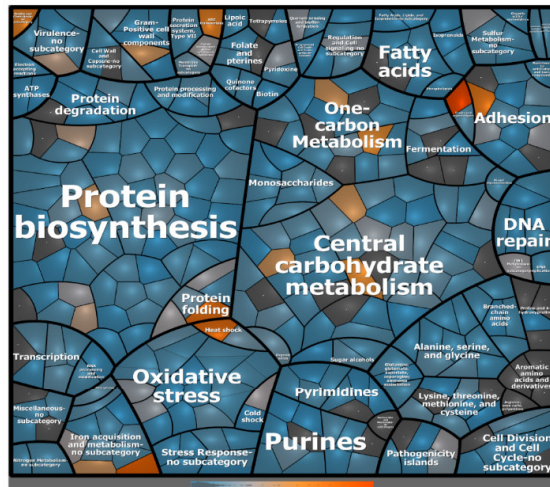 Virulence-
no subcategory
Gram-
Positive cell
wall
components
Protein
secretion
system,
Type VII
Lipoic
acid
Tetrapyrroles
Regulation
and Cell
signaling-no
subcategory
Fatty
acids
Isoprenoids
Sulfur
Metabolism-
no
subcategory
Cell Wall
and
Capsule-no
subcategory
Folate
and
pterines
Pyridoxine
ATP
synthases
Protein
degradation
Protein processing
and modification
Quinone
cofactors
Biotin
One-
carbon
Metabolism
Adhesion
Fermentation
Monosaccharides
Protein
biosynthesis
Central
carbohydrate
metabolism
DNA
repair
Protein
folding
Heat shock
Branched-
chain
amino
acids
Transcription
Oxidative
stress
Sugar alcohols
Alanine, serine,
and glycine
Aromatic
amino
acids and
derivatives
Pyrimidines
Lysine, threonine,
methionine, and
cysteine
Miscellaneous-
no
subcategory
Cold
shock
Iron acquisition
and metabolism-
no subcategory
Stress Response-
no subcategory
Purines
Pathogenicity
islands
Cell Division
and Cell
Cycle-no
subcategory
Nitrogen Metabolism-
no subcategory